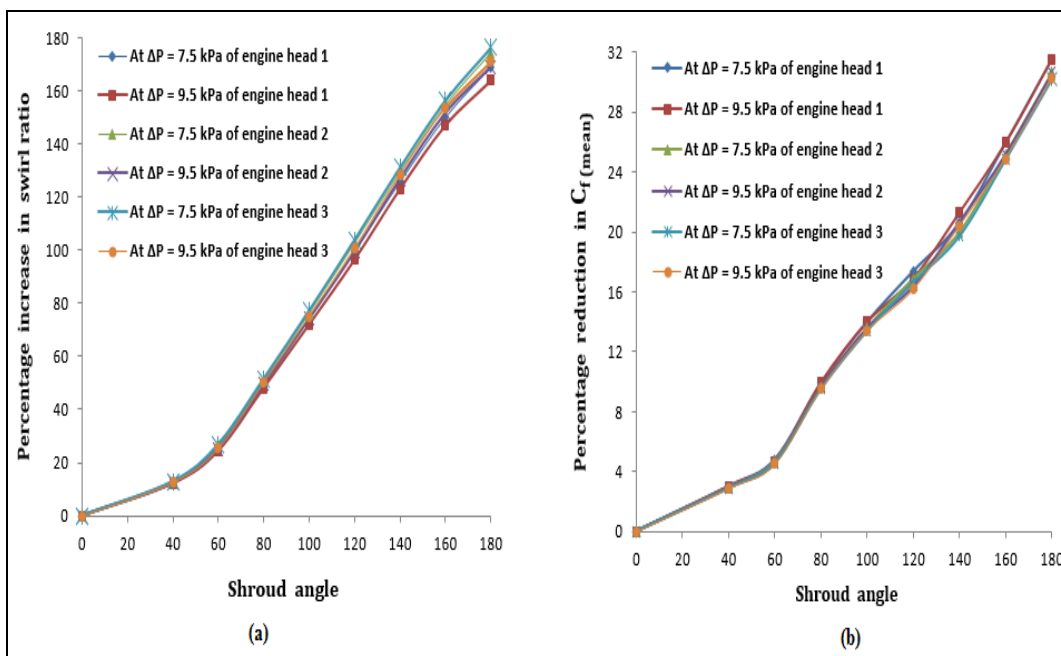 180
160
140
120
100
80
60
40
20
0
Percentage increase in swirl ratio
At ΔP = 7.5 kPa of engine head 1
At ΔP = 9.5 kPa of engine head 1
At ΔP = 7.5 kPa of engine head 2
At ΔP = 9.5 kPa of engine head 2
At ΔP = 7.5 kPa of engine head 3
At ΔP = 9.5 kPa of engine head 3
0 20 40 60 80 100 120 140 160 180
Shroud angle
(a)
32
28
24
20
16
12
8
4
0
Percentage reduction in Cf (mean)
At ΔP = 7.5 kPa of engine head 1
At ΔP = 9.5 kPa of engine head 1
At ΔP = 7.5 kPa of engine head 2
At ΔP = 9.5 kPa of engine head 2
At ΔP = 7.5 kPa of engine head 3
At ΔP = 9.5 kPa of engine head 3
0 20 40 60 80 100 120 140 160 180
Shroud angle
(b)